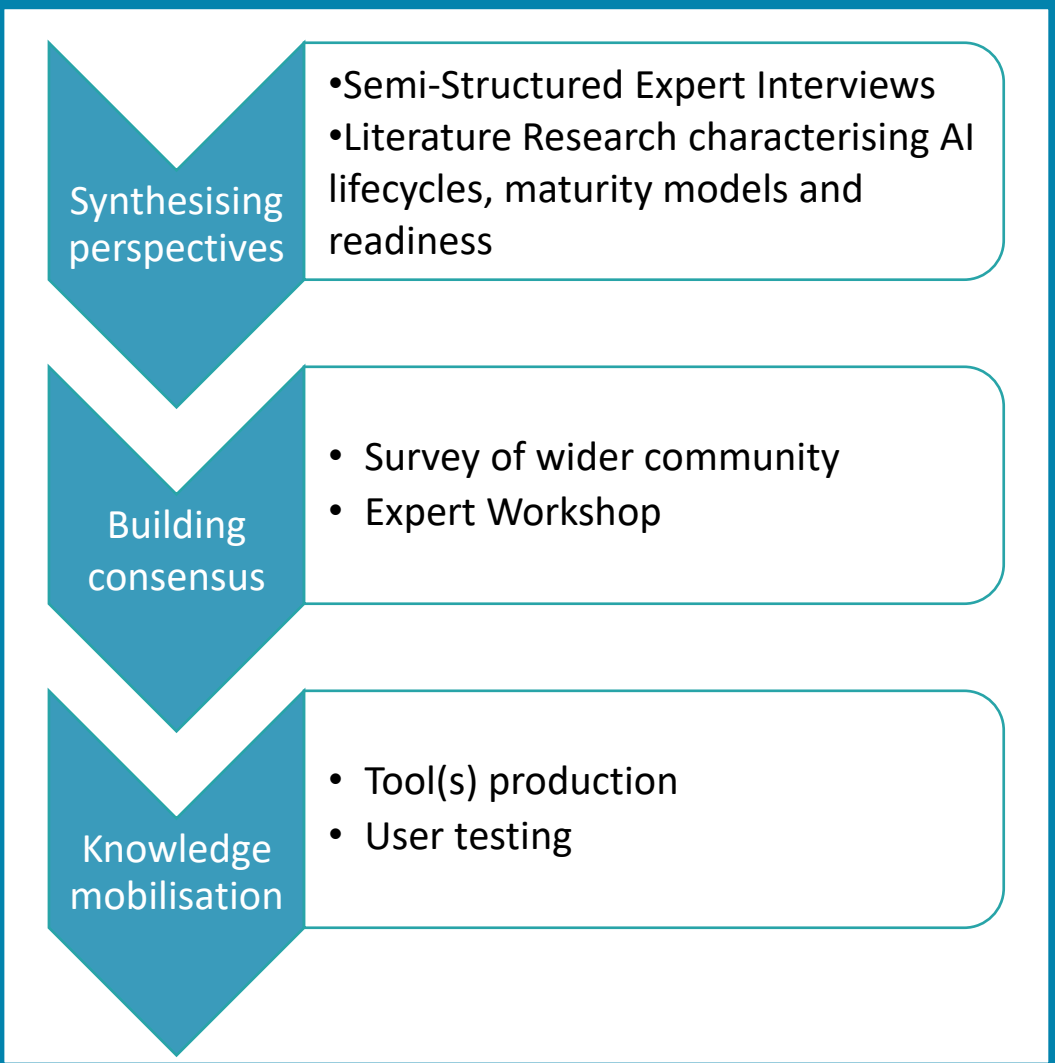 Synthesising
perspectives
•Semi-Structured Expert Interviews
•Literature Research characterising AI
lifecycles, maturity models and
readiness
Building
consensus
• Survey of wider community
• Expert Workshop
Knowledge
mobilisation
• Tool(s) production
• User testing